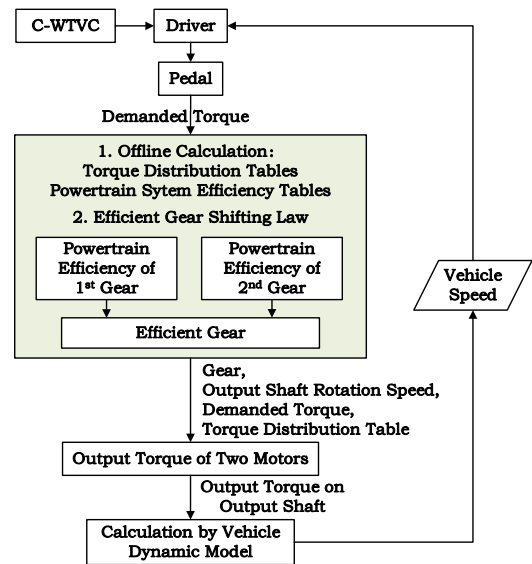 C-WTVC
Driver
Pedal
Demanded Torque
1. Offline Calculation:
Torque Distribution Tables
Powertrain Sytem Efficiency Tables
2. Efficient Gear Shifting Law
Powertrain
Efficiency of
1st Gear
Powertrain
Efficiency of
2nd Gear
Efficient Gear
Vehicle
Speed
Gear,
Output Shaft Rotation Speed,
Demanded Torque,
Torque Distribution Table
Output Torque of Two Motors
Output Torque on
Output Shaft
Calculation by Vehicle
Dynamic Model